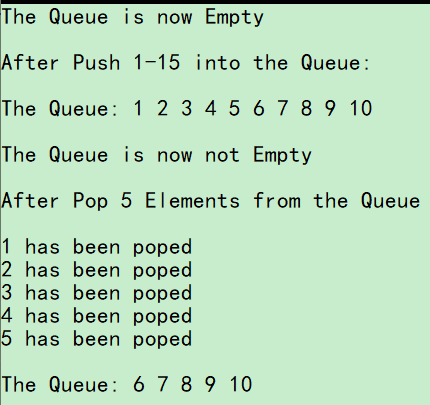 The Queue is now Empty
After Push 1-15 into the Queue:
The Queue: 1 2 3 4 5 6 7 8 9 10
The Queue is now not Empty
After Pop 5 Elements from the Queue
1 has been poped
2 has been poped
3 has been poped
4 has been poped
5 has been poped
The Queue: 6 7 8 9 10